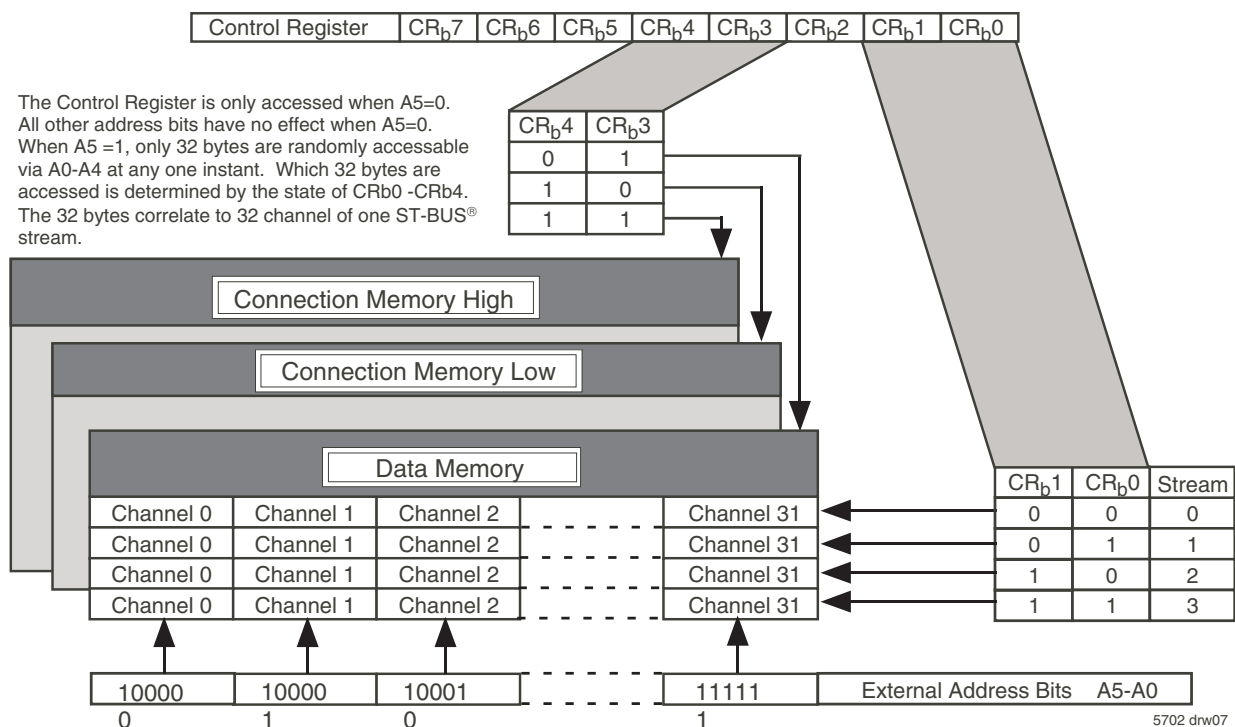 Control Register CRb7 CRb6 CRb5 CRb4 CRb3 CRb2 CRb1 CRb0
The Control Register is only accessed when A5=0.
All other address bits have no effect when A5=0.
When A5 =1, only 32 bytes are randomly accessable
via A0-A4 at any one instant. Which 32 bytes are
accessed is determined by the state of CRb0 -CRb4.
The 32 bytes correlate to 32 channel of one ST-BUS®
stream.
CRb4 CRb3
0 1
1 0
1 1
Connection Memory High
Connection Memory Low
Data Memory
CRb1 CRb0 Stream
Channel 0 Channel 1 Channel 2 Channel 31 0 0 0
Channel 0 Channel 1 Channel 2 Channel 31 0 1 1
Channel 0 Channel 1 Channel 2 Channel 31 1 0 2
Channel 0 Channel 1 Channel 2 Channel 31 1 1 3
10000 10000 10001 11111 External Address Bits A5-A0
0 1 0 1
5702 drw07